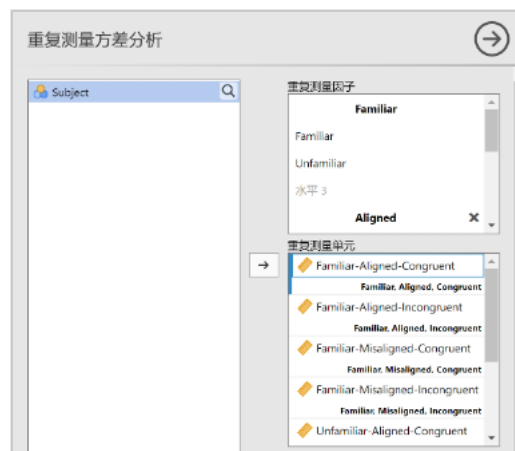 重复测量方差分析
Subject
重复测量因子
Familiar
Familiar
Unfamiliar
水平 3
Aligned
重复测量单元
Familiar-Aligned-Congruent
Familiar, Aligned, Congruent
Familiar-Aligned-Incongruent
Familiar, Aligned, Incongruent
Familiar-Misaligned-Congruent
Familiar, Misaligned, Congruent
Familiar-Misaligned-Incongruent
Familiar, Misaligned, Incongruent
Unfamiliar-Aligned-Congruent